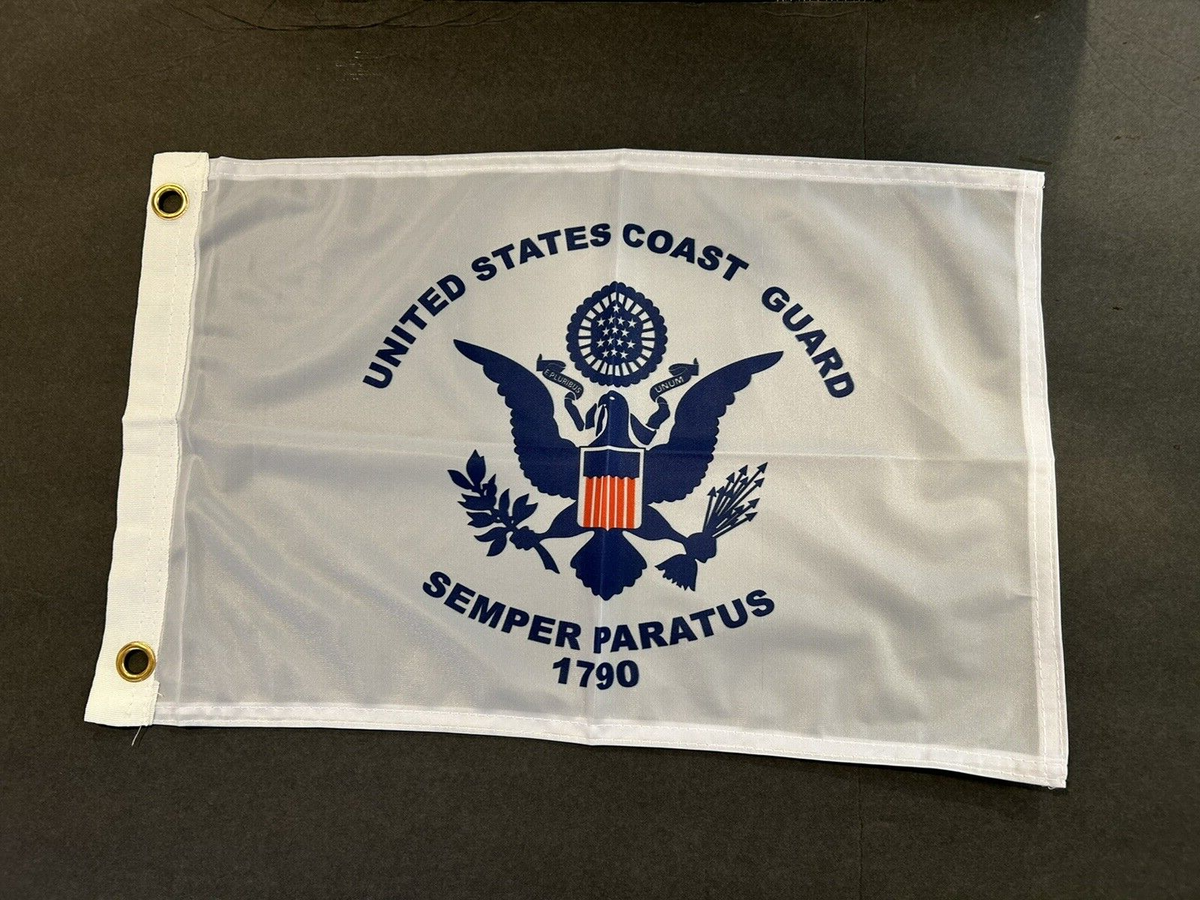 UNITED STATES COAST GUARD
E PLURIBUS UNUM
SEMPER PARATUS
1790